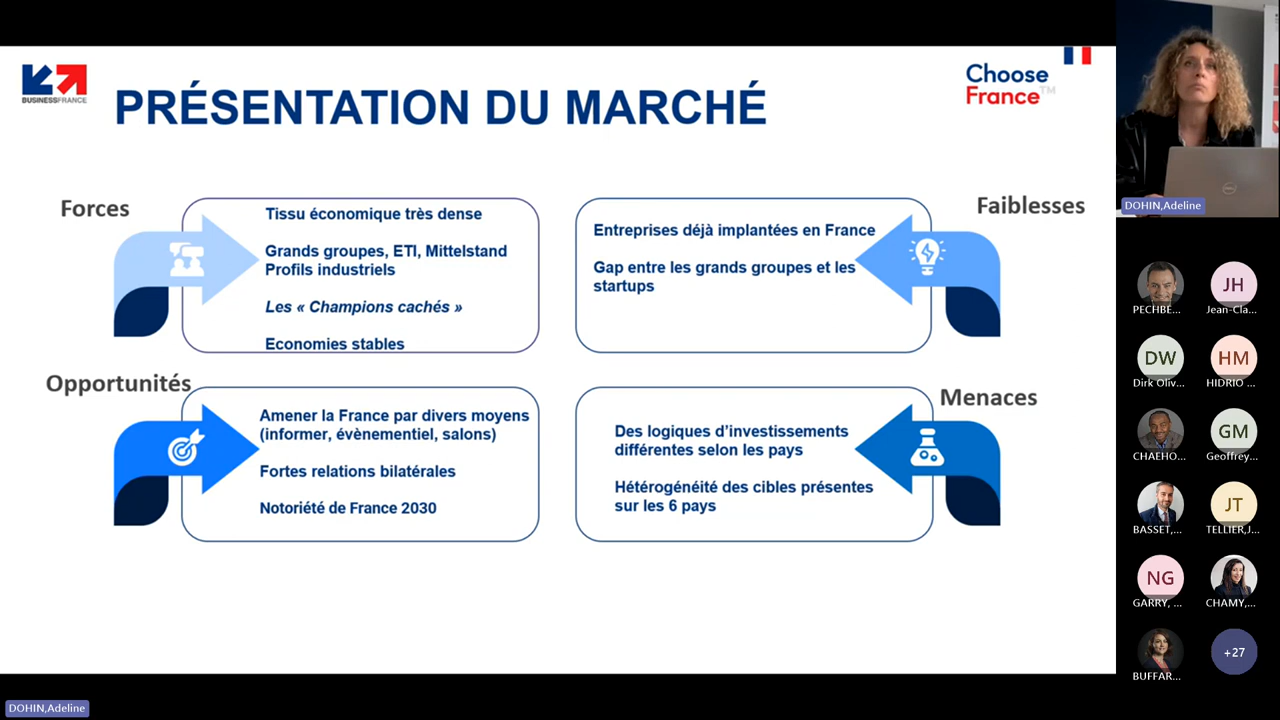 BUSINESSFRANCE
PRÉSENTATION DU MARCHÉ
Choose
France™
Forces
Tissu économique très dense
Grands groupes, ETI, Mittelstand
Profils industriels
Les « Champions cachés »
Economies stables
Faiblesses
Entreprises déjà implantées en France
Gap entre les grands groupes et les
startups
Opportunités
Amener la France par divers moyens
(informer, évènementiel, salons)
Fortes relations bilatérales
Notoriété de France 2030
Menaces
Des logiques d’investissements
différentes selon les pays
Hétérogénéité des cibles présentes
sur les 6 pays
DOHIN,Adeline
PECHBE...
JH
Jean-Cla...
DW
Dirk Oliv...
HM
HIDRIO ...
CHAEHO...
GM
Geoffrey...
BASSET,...
JT
TELLIER,J...
NG
GARRY, ...
CHAMY,...
BUFFAR...
+27
DOHIN,Adeline